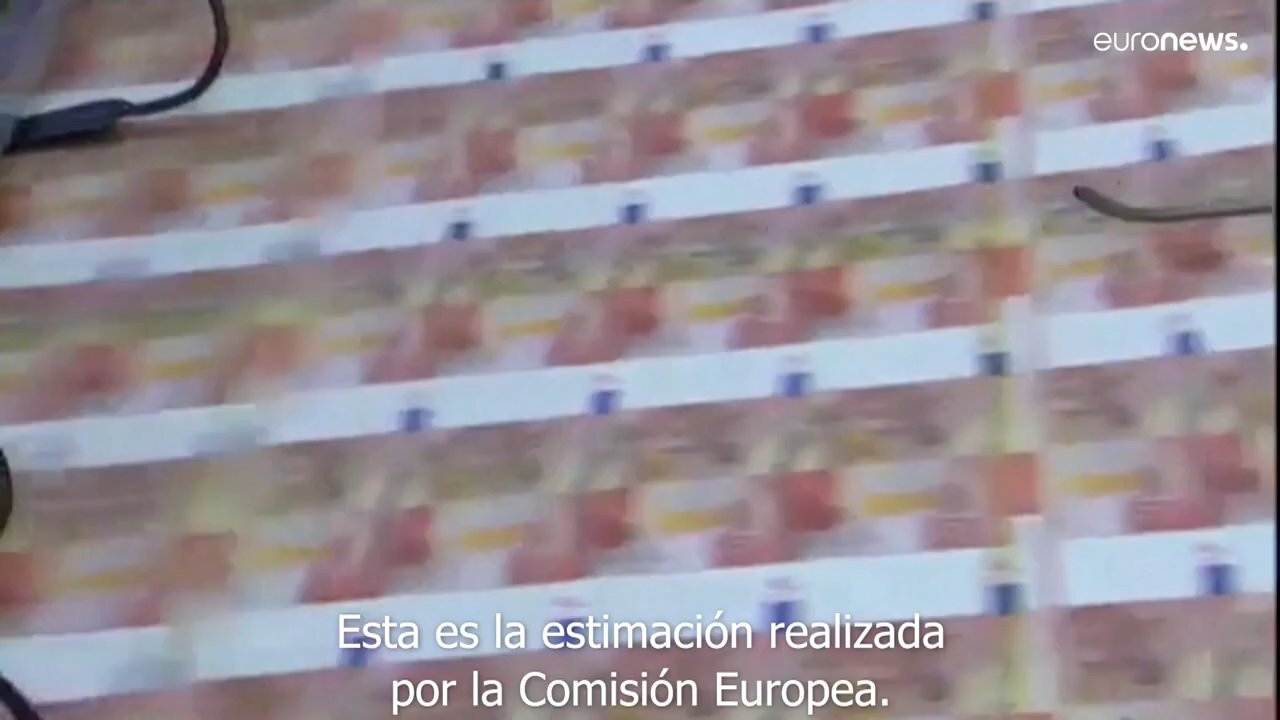 euronews.
Esta es la estimación realizada
por la Comisión Europea.